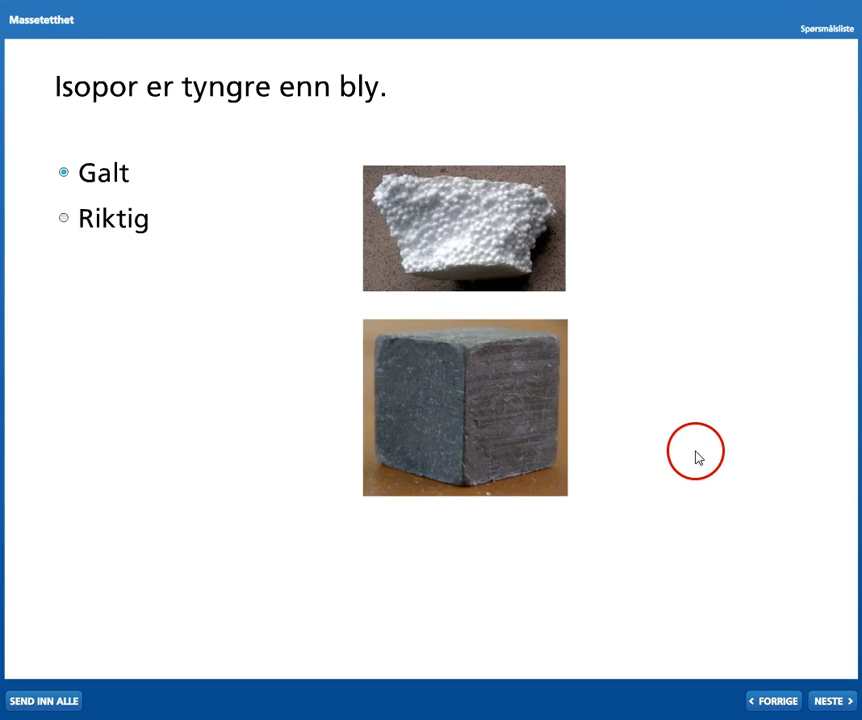 Massetetthet
Spørsmålsliste
Isopor er tyngre enn bly.
Galt
Riktig
SEND INN ALLE
FORRIGE
NESTE